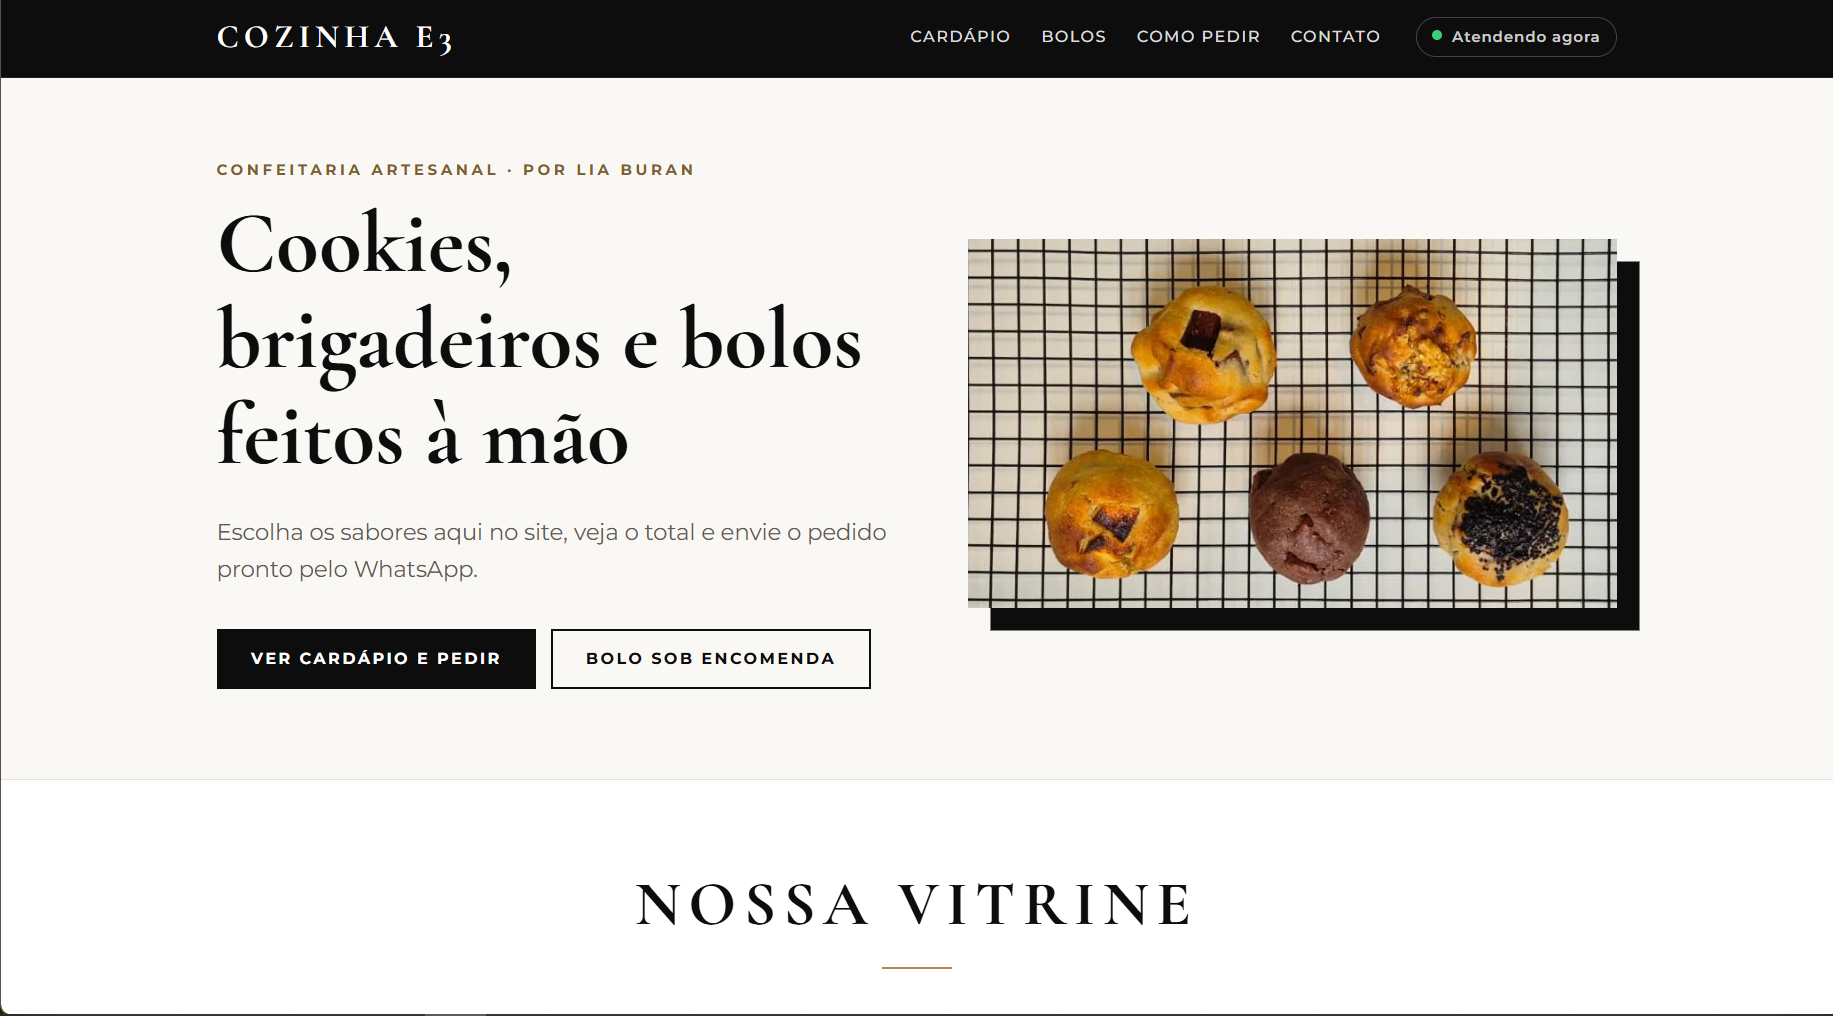 COZINHA E3
CARDÁPIO
BOLOS
COMO PEDIR
CONTATO
Atendendo agora
CONFEITARIA ARTESANAL · POR LIA BURAN
Cookies,
brigadeiros e bolos
feitos à mão
Escolha os sabores aqui no site, veja o total e envie o pedido
pronto pelo WhatsApp.
VER CARDÁPIO E PEDIR
BOLO SOB ENCOMENDA
NOSSA VITRINE